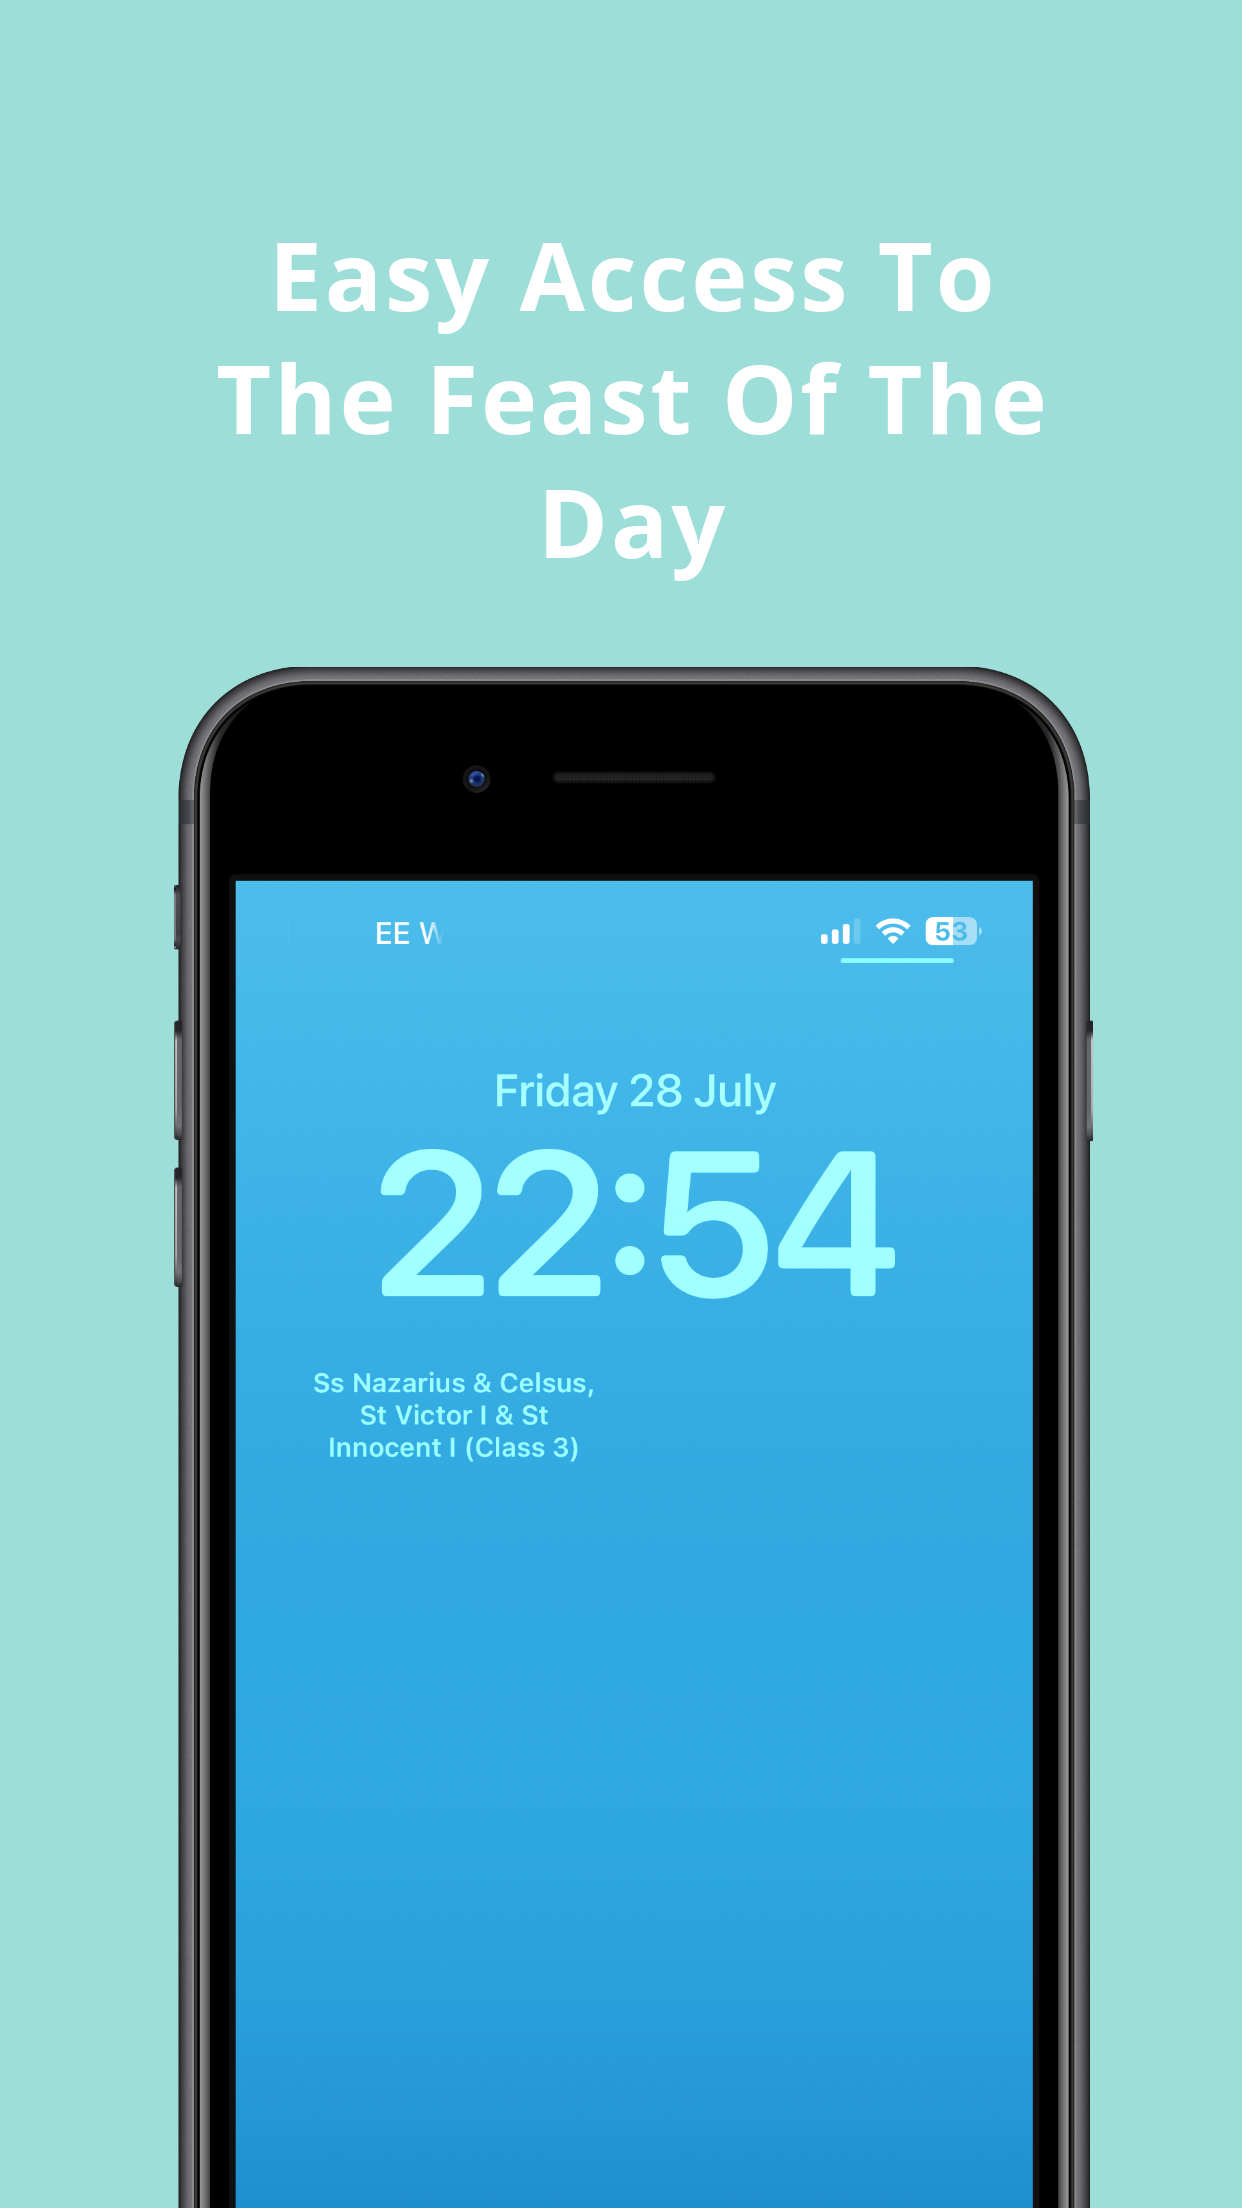 Easy Access To
The Feast Of The
Day
EE
53
Friday 28 July
22:54
Ss Nazarius & Celsus,
St Victor I & St
Innocent I (Class 3)